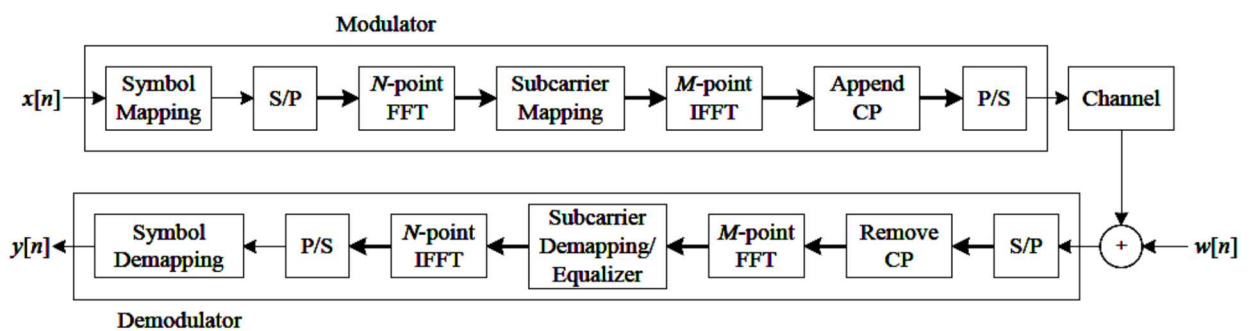 Modulator
x[n]
Symbol
Mapping
S/P
N-point
FFT
Subcarrier
Mapping
M-point
IFFT
Append
CP
P/S
Channel
y[n]
Symbol
Demapping
P/S
N-point
IFFT
Subcarrier
Demapping/
Equalizer
M-point
FFT
Remove
CP
S/P
+
w[n]
Demodulator